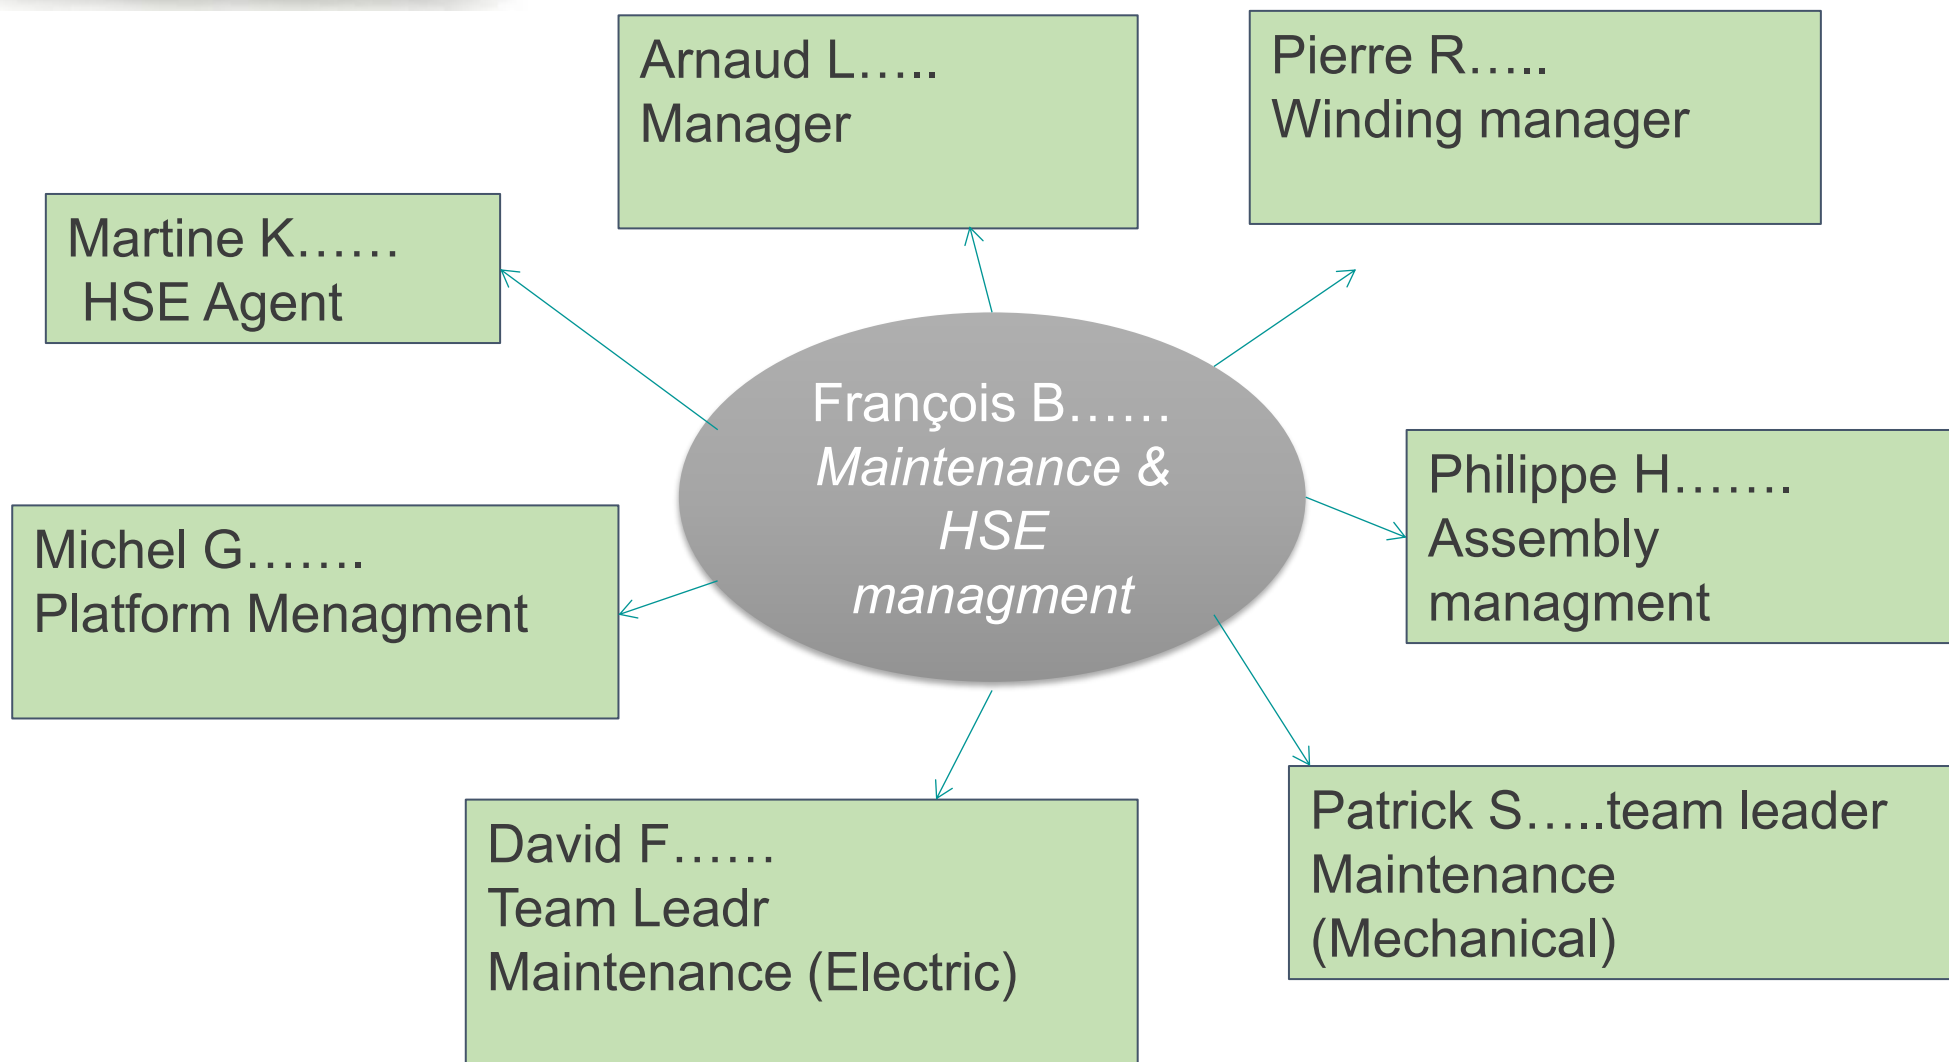 Arnaud L…..
Manager
Pierre R…..
Winding manager
Martine K……
HSE Agent
François B……
Maintenance &
HSE
managment
Philippe H…….
Assembly
managment
Michel G…….
Platform Menagment
David F……
Team Leadr
Maintenance (Electric)
Patrick S…..team leader
Maintenance
(Mechanical)